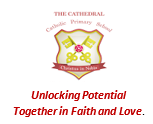 THE CATHEDRAL
Catholic Primary School
Christus in Nobis
Unlocking Potential
Together in Faith and Love.